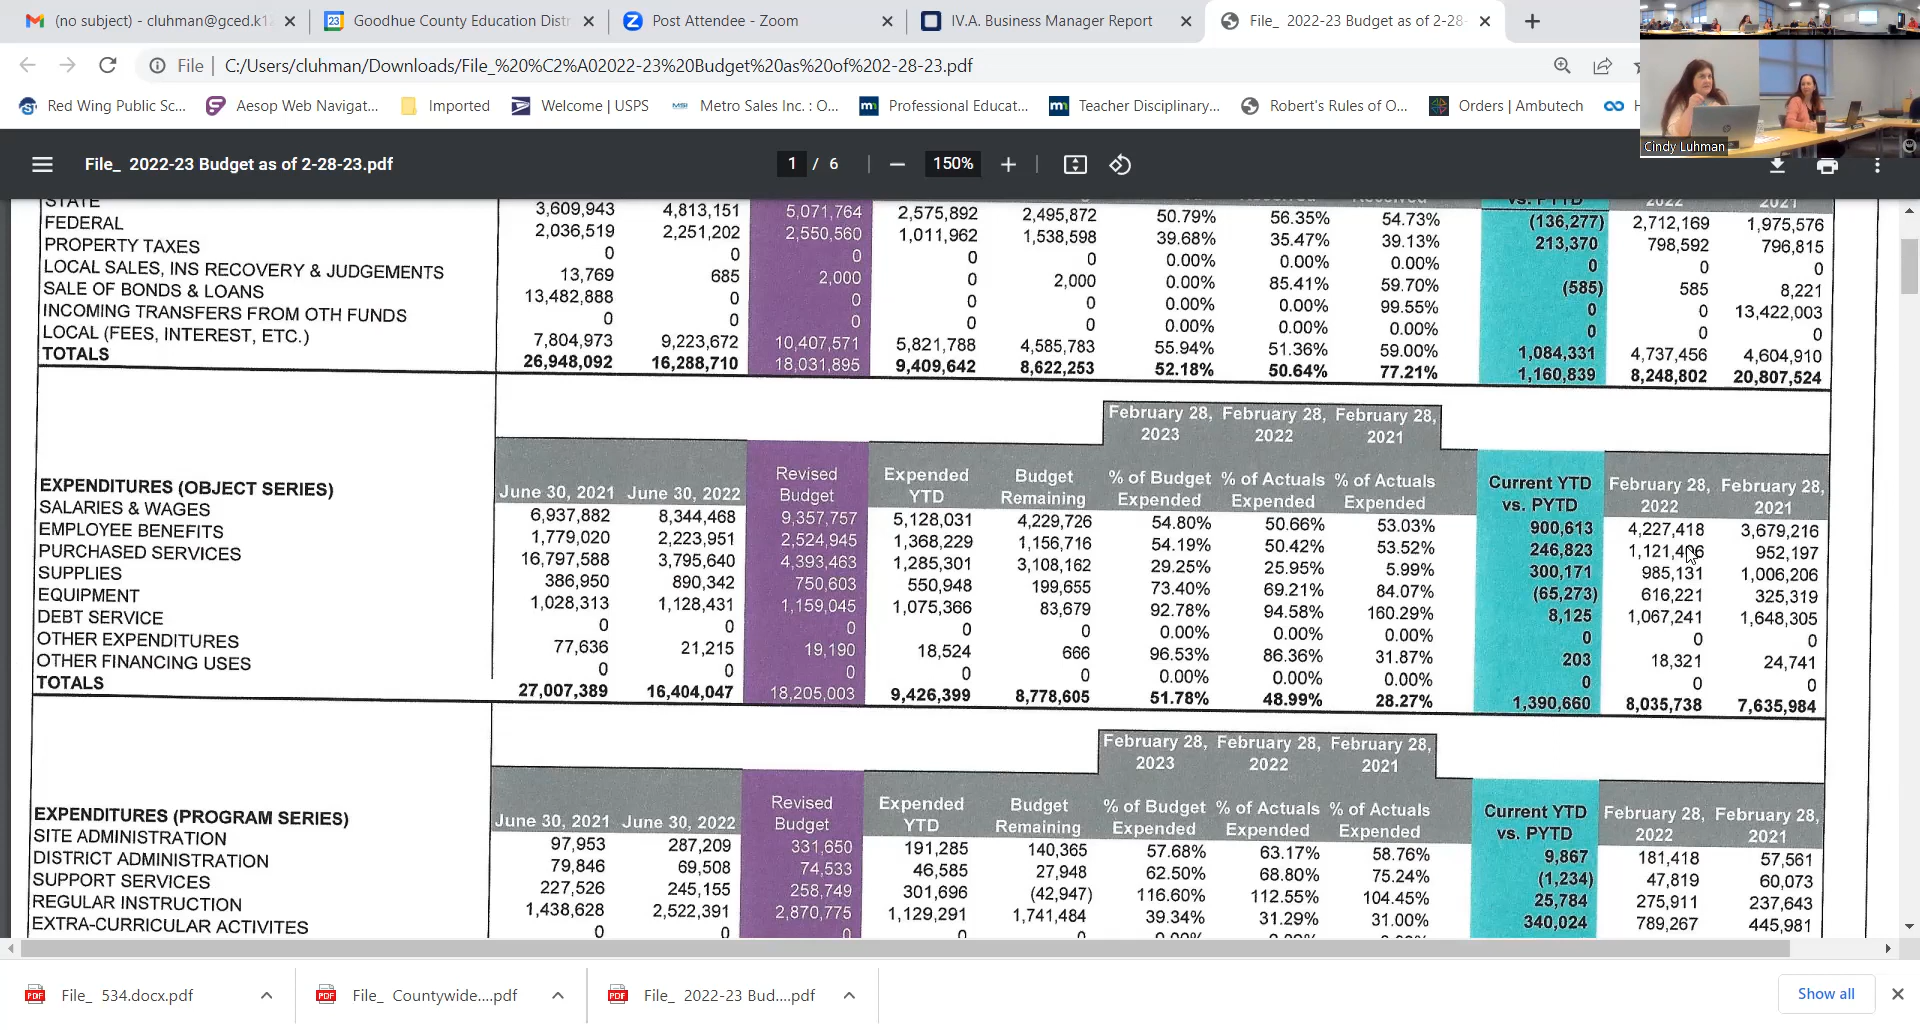 (no subject) - cluhman@gced.k1 Goodhue County Education Distr Post Attendee - Zoom IV.A. Business Manager Report File_ 2022-23 Budget as of 2-28-
File C:/Users/cluhman/Downloads/File_%20%C2%A02022-23%20Budget%20as%20of%202-28-23.pdf
Red Wing Public Sc... Aesop Web Navigat... Imported Welcome | USPS Metro Sales Inc. : O... Professional Educat... Teacher Disciplinary... Robert's Rules of O... Orders | Ambutech
Cindy Luhman
File_ 2022-23 Budget as of 2-28-23.pdf 1 / 6 150%
vs. PYTD 2022 2021
STATE 3,609,943 4,813,151 5,071,764 2,575,892 2,495,872 50.79% 56.35% 54.73% (136,277) 2,712,169 1,975,576
FEDERAL 2,036,519 2,251,202 2,550,560 1,011,962 1,538,598 39.68% 35.47% 39.13% 213,370 798,592 796,815
PROPERTY TAXES 0 0 0 0 0 0.00% 0.00% 0.00% 0 0 0
LOCAL SALES, INS RECOVERY & JUDGEMENTS 13,769 685 2,000 0 2,000 0.00% 85.41% 59.70% (585) 585 8,221
SALE OF BONDS & LOANS 13,482,888 0 0 0 0 0.00% 0.00% 99.55% 0 0 13,422,003
INCOMING TRANSFERS FROM OTH FUNDS 0 0 0 0 0 0.00% 0.00% 0.00% 0 0 0
LOCAL (FEES, INTEREST, ETC.) 7,804,973 9,223,672 10,407,571 5,821,788 4,585,783 55.94% 51.36% 59.00% 1,084,331 4,737,456 4,604,910
TOTALS 26,948,092 16,288,710 18,031,895 9,409,642 8,622,253 52.18% 50.64% 77.21% 1,160,839 8,248,802 20,807,524
February 28, February 28, February 28,
2023 2022 2021
Revised Expended Budget % of Budget % of Actuals % of Actuals Current YTD February 28, February 28,
EXPENDITURES (OBJECT SERIES) June 30, 2021 June 30, 2022 Budget YTD Remaining Expended Expended Expended vs. PYTD 2022 2021
SALARIES & WAGES 6,937,882 8,344,468 9,357,757 5,128,031 4,229,726 54.80% 50.66% 53.03% 900,613 4,227,418 3,679,216
EMPLOYEE BENEFITS 1,779,020 2,223,951 2,524,945 1,368,229 1,156,716 54.19% 50.42% 53.52% 246,823 1,121,406 952,197
PURCHASED SERVICES 16,797,588 3,795,640 4,393,463 1,285,301 3,108,162 29.25% 25.95% 5.99% 300,171 985,131 1,006,206
SUPPLIES 386,950 890,342 750,603 550,948 199,655 73.40% 69.21% 84.07% (65,273) 616,221 325,319
EQUIPMENT 1,028,313 1,128,431 1,159,045 1,075,366 83,679 92.78% 94.58% 160.29% 8,125 1,067,241 1,648,305
DEBT SERVICE 0 0 0 0 0 0.00% 0.00% 0.00% 0 0 0
OTHER EXPENDITURES 77,636 21,215 19,190 18,524 666 96.53% 86.36% 31.87% 203 18,321 24,741
OTHER FINANCING USES 0 0 0 0 0 0.00% 0.00% 0.00% 0 0 0
TOTALS 27,007,389 16,404,047 18,205,003 9,426,399 8,778,605 51.78% 48.99% 28.27% 1,390,660 8,035,738 7,635,984
February 28, February 28, February 28,
2023 2022 2021
Revised Expended Budget % of Budget % of Actuals % of Actuals Current YTD February 28, February 28,
EXPENDITURES (PROGRAM SERIES) June 30, 2021 June 30, 2022 Budget YTD Remaining Expended Expended Expended vs. PYTD 2022 2021
SITE ADMINISTRATION 97,953 287,209 331,650 191,285 140,365 57.68% 63.17% 58.76% 9,867 181,418 57,561
DISTRICT ADMINISTRATION 79,846 69,508 74,533 46,585 27,948 62.50% 68.80% 75.24% (1,234) 47,819 60,073
SUPPORT SERVICES 227,526 245,155 258,749 301,696 (42,947) 116.60% 112.55% 104.45% 25,784 275,911 237,643
REGULAR INSTRUCTION 1,438,628 2,522,391 2,870,775 1,129,291 1,741,484 39.34% 31.29% 31.00% 340,024 789,267 445,981
EXTRA-CURRICULAR ACTIVITES 0 0 0 0 0
File_ 534.docx.pdf File_ Countywide....pdf File_ 2022-23 Bud....pdf Show all